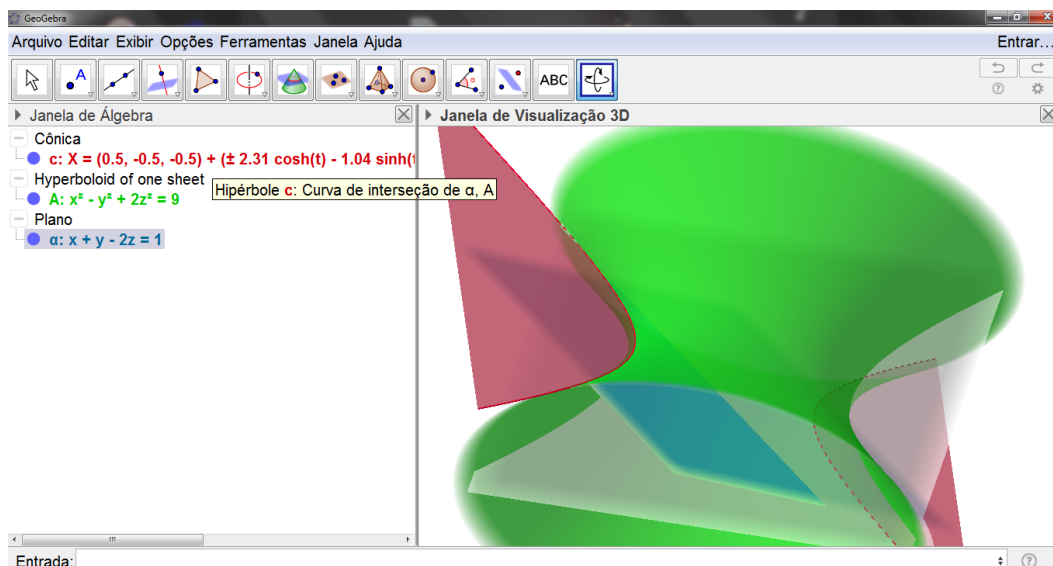 GeoGebra
Arquivo Editar Exibir Opções Ferramentas Janela Ajuda
Entrar...
A
α
ABC
Janela de Álgebra
Janela de Visualização 3D
Cônica
c: X = (0.5, -0.5, -0.5) + (± 2.31 cosh(t) - 1.04 sinh(t
Hyperboloid of one sheet
Hipérbole c: Curva de interseção de α, A
A: x² - y² + 2z² = 9
Plano
α: x + y - 2z = 1
Entrada: